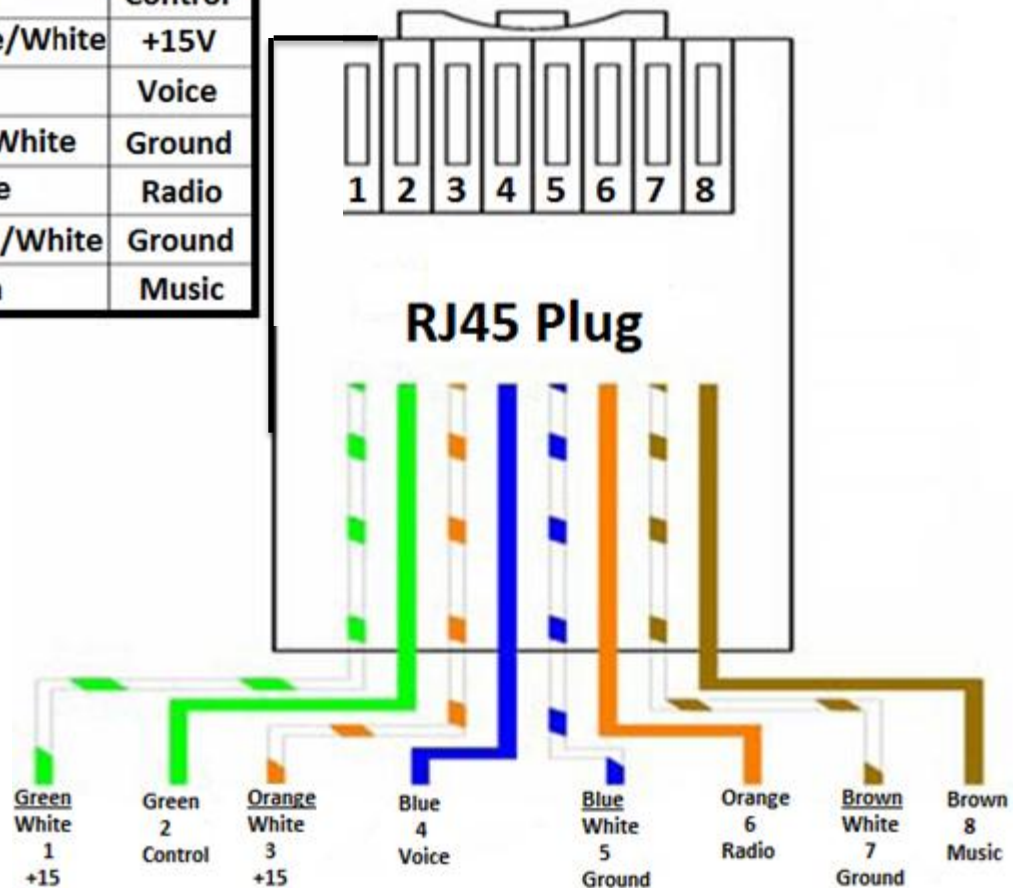 Control
e/White +15V
Voice
White Ground
e Radio
/White Ground
Music
1 2 3 4 5 6 7 8
RJ45 Plug
Green
White
1
+15
Green
2
Control
Orange
White
3
+15
Blue
4
Voice
Blue
White
5
Ground
Orange
6
Radio
Brown
White
7
Ground
Brown
8
Music